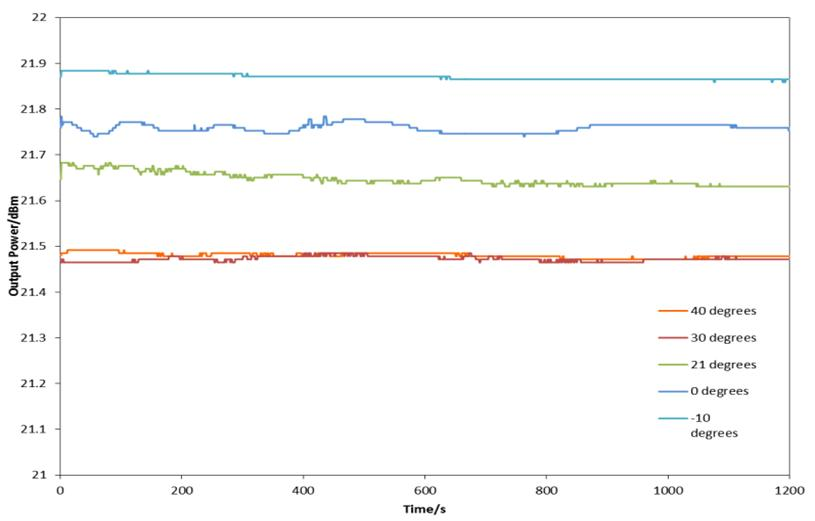 22
21.9
21.8
21.7
21.6
21.5
21.4
21.3
21.2
21.1
21
Output Power/dBm
0
200
400
600
800
1000
1200
Time/s
40 degrees
30 degrees
21 degrees
0 degrees
-10
degrees